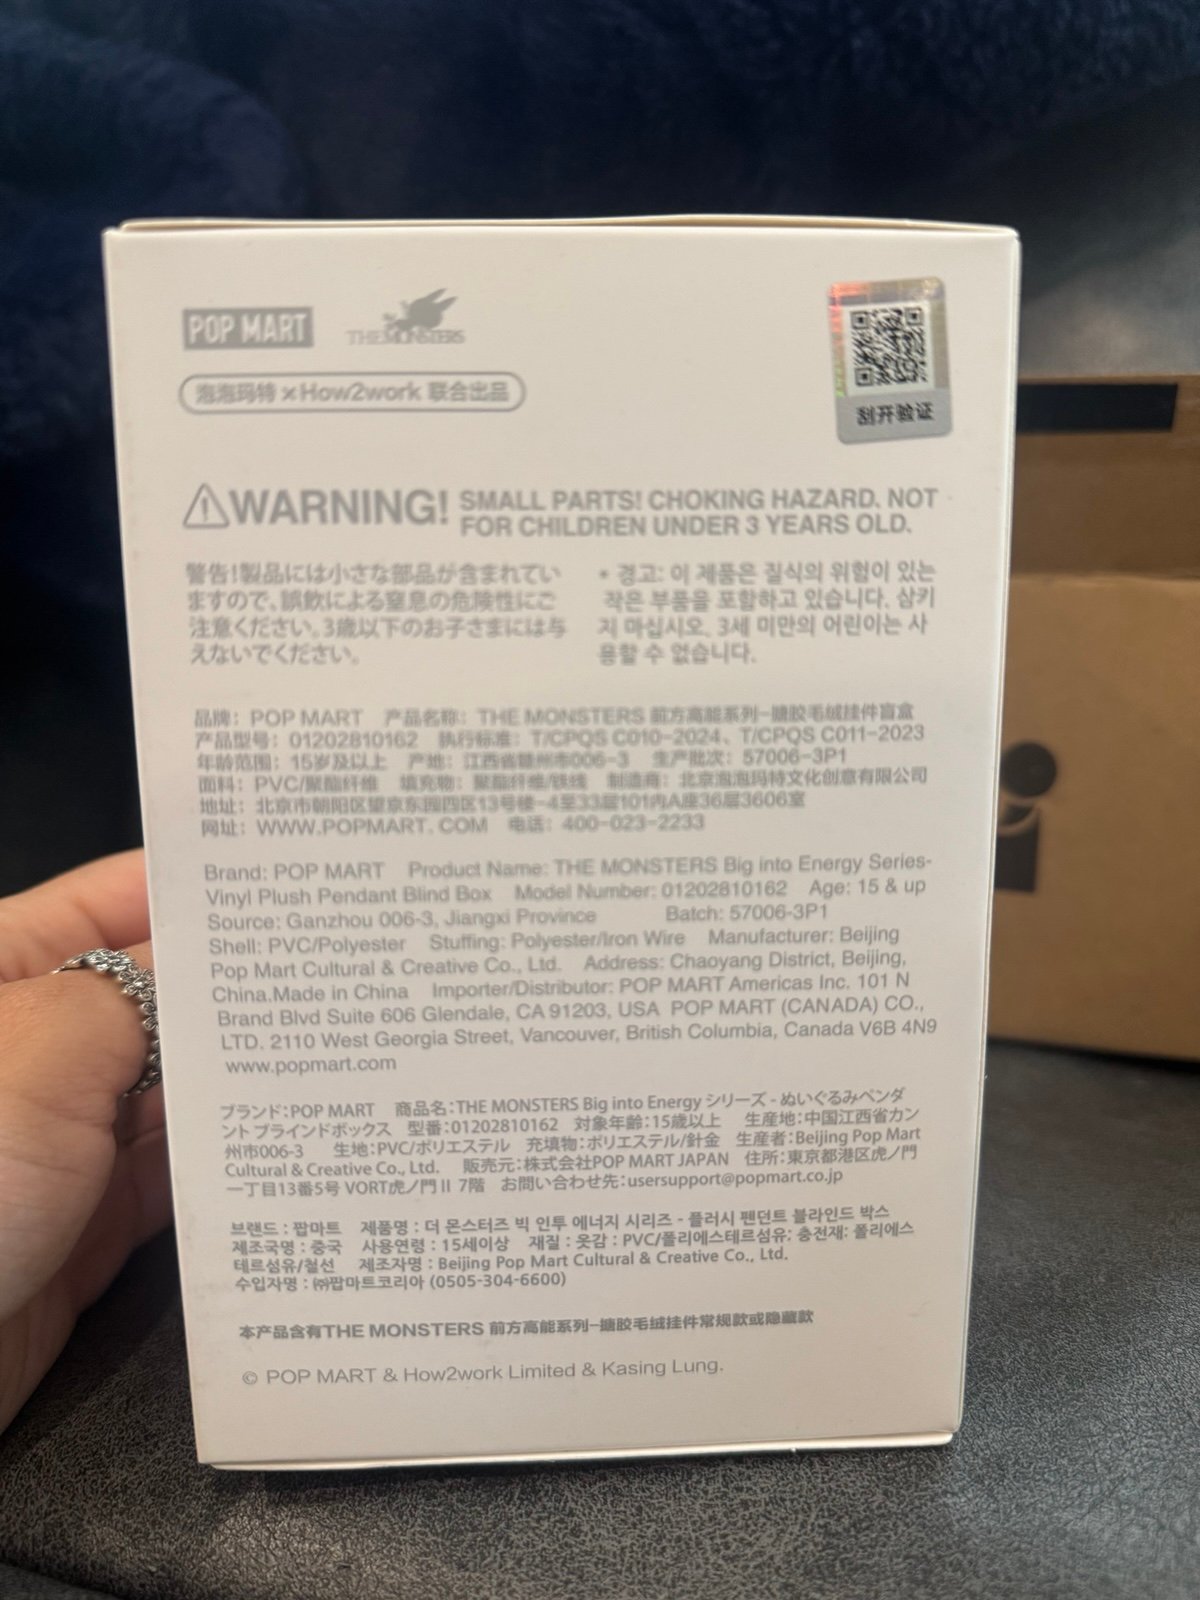 POP MART
THE MONSTERS
泡泡玛特×How2work 联合出品
刮开验证
WARNING! SMALL PARTS! CHOKING HAZARD. NOT
FOR CHILDREN UNDER 3 YEARS OLD.
警告!製品には小さな部品が含まれてい
ますので、誤飲による窒息の危険性にご
注意ください。3歳以下のお子さまには与
えないでください。
* 경고: 이 제품은 질식의 위험이 있는
작은 부품을 포함하고 있습니다. 삼키
지 마십시오. 3세 미만의 어린이는 사
용할 수 없습니다.
品牌：POP MART 产品名称：THE MONSTERS 前方高能系列-搪胶毛绒挂件盲盒
产品型号：01202810162 执行标准：T/CPQS C010-2024、T/CPQS C011-2023
年龄范围：15岁及以上 产地：江西省赣州市006-3 生产批次：57006-3P1
面料：PVC/聚酯纤维 填充物：聚酯纤维/铁线 制造商：北京泡泡玛特文化创意有限公司
地址：北京市朝阳区望京东园四区13号楼-4至33层101内A座36层3606室
网址：WWW.POPMART.COM 电话：400-023-2233
Brand: POP MART Product Name: THE MONSTERS Big into Energy Series-
Vinyl Plush Pendant Blind Box Model Number: 01202810162 Age: 15 & up
Source: Ganzhou 006-3, Jiangxi Province Batch: 57006-3P1
Shell: PVC/Polyester Stuffing: Polyester/Iron Wire Manufacturer: Beijing
Pop Mart Cultural & Creative Co., Ltd. Address: Chaoyang District, Beijing,
China.Made in China Importer/Distributor: POP MART Americas Inc. 101 N
Brand Blvd Suite 606 Glendale, CA 91203, USA POP MART (CANADA) CO.,
LTD. 2110 West Georgia Street, Vancouver, British Columbia, Canada V6B 4N9
www.popmart.com
ブランド:POP MART 商品名:THE MONSTERS Big into Energy シリーズ - ぬいぐるみペンダ
ント ブラインドボックス 型番:01202810162 対象年齢:15歳以上 生産地:中国江西省カン
州市006-3 生地:PVC/ポリエステル 充填物:ポリエステル/針金 生産者:Beijing Pop Mart
Cultural & Creative Co., Ltd. 販売元:株式会社POP MART JAPAN 住所:東京都港区虎ノ門
一丁目13番5号 VORT虎ノ門Ⅱ 7階 お問い合わせ先:usersupport@popmart.co.jp
브랜드 : 팝마트 제품명 : 더 몬스터즈 빅 인투 에너지 시리즈 - 플러시 펜던트 블라인드 박스
제조국명 : 중국 사용연령 : 15세이상 재질 : 옷감 : PVC/폴리에스테르섬유; 충전재: 폴리에스
테르섬유/철선 제조자명 : Beijing Pop Mart Cultural & Creative Co., Ltd.
수입자명 : ㈜팝마트코리아 (0505-304-6600)
本产品含有THE MONSTERS 前方高能系列-搪胶毛绒挂件常规款或隐藏款
© POP MART & How2work Limited & Kasing Lung.